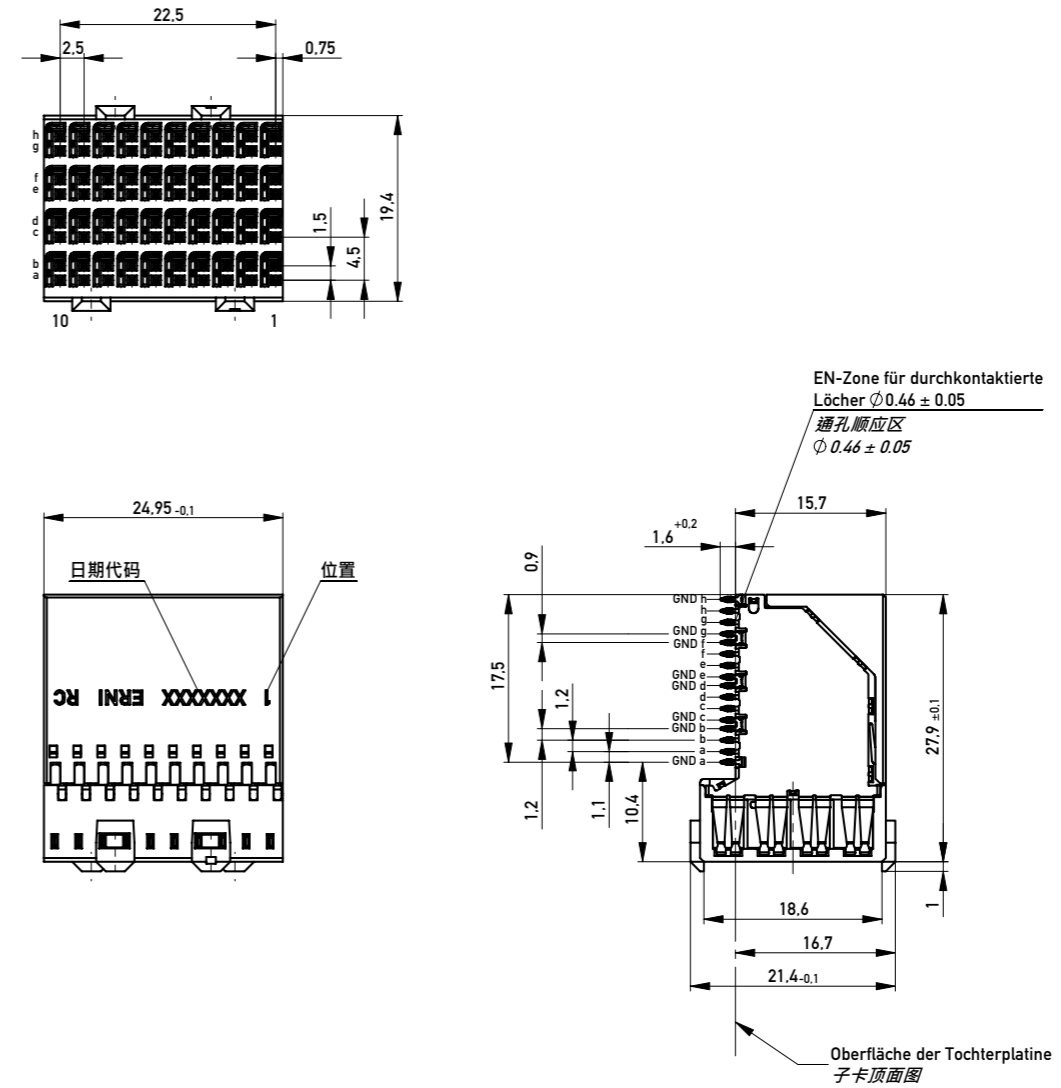 22,5
2,5
0,75
h
g
f
e
d
c
b
a
19,4
1,5
4,5
10
1
EN-Zone für durchkontaktierte
Löcher ∅0.46 ± 0.05
通孔顺应区
∅ 0.46 ± 0.05
24,95 -0,1
日期代码
位置
1 XXXXXXX ERNI RC
15,7
1,6 +0,2
0,9
17,5
1,2
1,2
1,1
10,4
GND h
h
g
GND g
GND f
f
e
GND e
GND d
d
c
GND c
GND b
b
a
GND a
27,9 ±0,1
1
18,6
16,7
21,4-0,1
Oberfläche der Tochterplatine
子卡顶面图